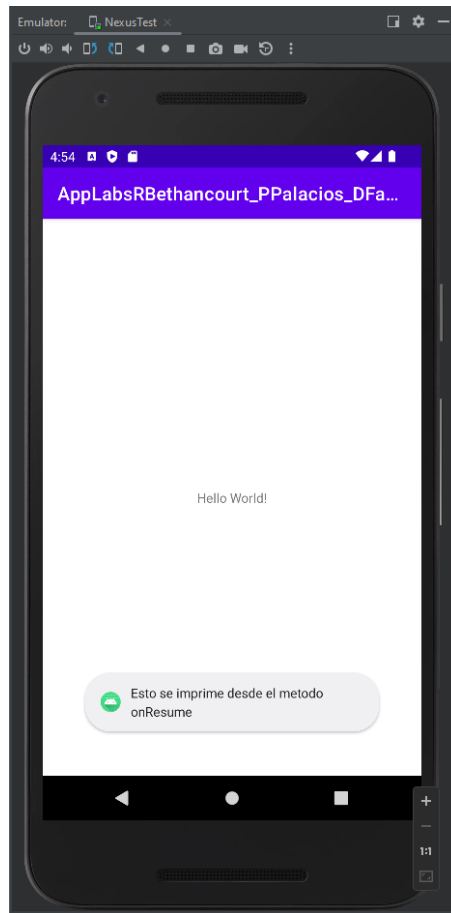 Emulator: NexusTest
4:54
AppLabsRBethancourt_PPalacios_DFa...
Hello World!
Esto se imprime desde el metodo
onResume
1:1